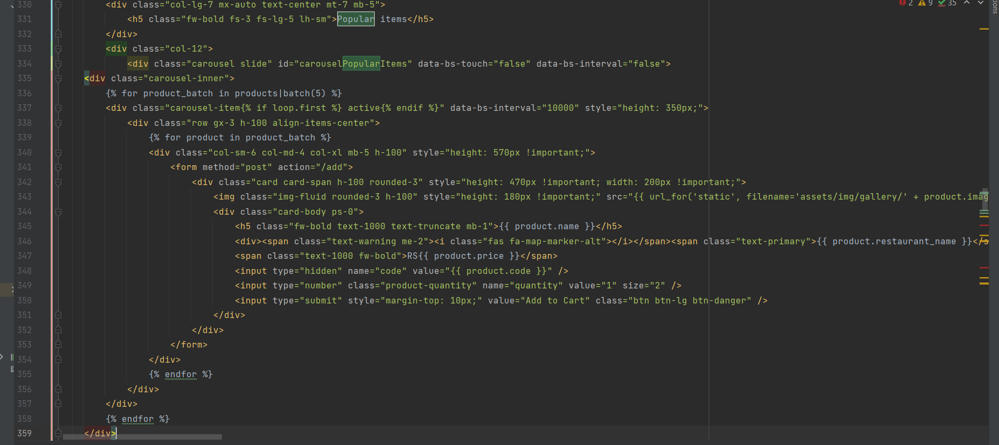 330 <div class="col-lg-7 mx-auto text-center mt-7 mb-5">
331 <h5 class="fw-bold fs-3 fs-lg-5 lh-sm">Popular items</h5>
332 </div>
333 <div class="col-12">
334 <div class="carousel slide" id="carouselPopularItems" data-bs-touch="false" data-bs-interval="false">
335 <div class="carousel-inner">
336 {% for product_batch in products|batch(5) %}
337 <div class="carousel-item{% if loop.first %} active{% endif %}" data-bs-interval="10000" style="height: 350px;">
338 <div class="row gx-3 h-100 align-items-center">
339 {% for product in product_batch %}
340 <div class="col-sm-6 col-md-4 col-xl mb-5 h-100" style="height: 570px !important;">
341 <form method="post" action="/add">
342 <div class="card card-span h-100 rounded-3" style="height: 470px !important; width: 200px !important;">
343 <img class="img-fluid rounded-3 h-100" style="height: 180px !important;" src="{{ url_for('static', filename='assets/img/gallery/' + product.imag
344 <div class="card-body ps-0">
345 <h5 class="fw-bold text-1000 text-truncate mb-1">{{ product.name }}</h5>
346 <div><span class="text-warning me-2"><i class="fas fa-map-marker-alt"></i></span><span class="text-primary">{{ product.restaurant_name }}</s
347 <span class="text-1000 fw-bold">RS{{ product.price }}</span>
348 <input type="hidden" name="code" value="{{ product.code }}" />
349 <input type="number" class="product-quantity" name="quantity" value="1" size="2" />
350 <input type="submit" style="margin-top: 10px;" value="Add to Cart" class="btn btn-lg btn-danger" />
351 </div>
352 </div>
353 </form>
354 </div>
355 {% endfor %}
356 </div>
357 </div>
358 {% endfor %}
359 </div>
2 9 35